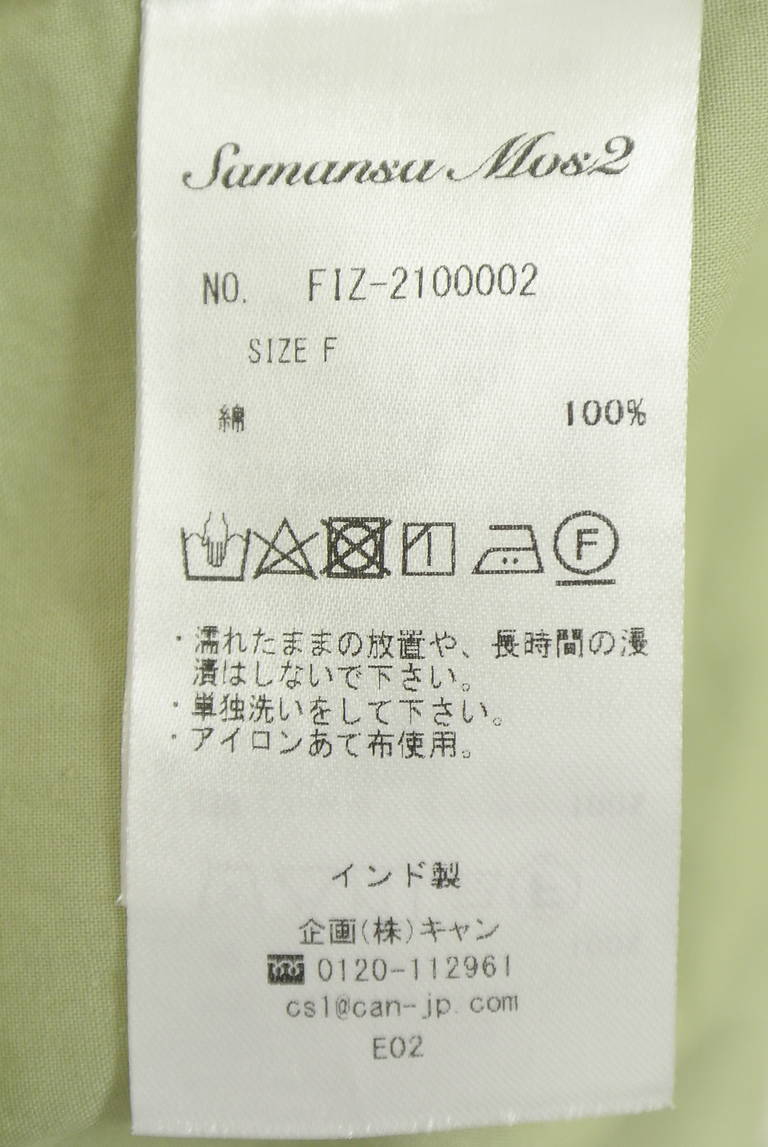 Samansa Mos2
NO. FIZ-2100002
SIZE F
綿 100%
F
・濡れたままの放置や、長時間の浸
漬はしないで下さい。
・単独洗いをして下さい。
・アイロンあて布使用。
インド製
企画(株)キャン
0120-112961
cs1@can-jp.com
E02